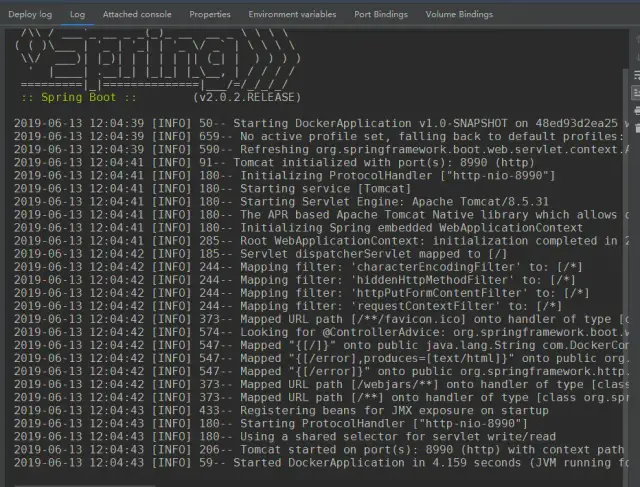 Deploy log Log Attached console Properties Environment variables Port Bindings Volume Bindings
:: Spring Boot :: (v2.0.2.RELEASE)
2019-06-13 12:04:39 [INFO] 50-- Starting DockerApplication v1.0-SNAPSHOT on 48ed93d2ea25 w
2019-06-13 12:04:39 [INFO] 659-- No active profile set, falling back to default profiles:
2019-06-13 12:04:39 [INFO] 590-- Refreshing org.springframework.boot.web.servlet.context.A
2019-06-13 12:04:41 [INFO] 91-- Tomcat initialized with port(s): 8990 (http)
2019-06-13 12:04:41 [INFO] 180-- Initializing ProtocolHandler ["http-nio-8990"]
2019-06-13 12:04:41 [INFO] 180-- Starting service [Tomcat]
2019-06-13 12:04:41 [INFO] 180-- Starting Servlet Engine: Apache Tomcat/8.5.31
2019-06-13 12:04:41 [INFO] 180-- The APR based Apache Tomcat Native library which allows o
2019-06-13 12:04:41 [INFO] 180-- Initializing Spring embedded WebApplicationContext
2019-06-13 12:04:41 [INFO] 285-- Root WebApplicationContext: initialization completed in 2
2019-06-13 12:04:42 [INFO] 185-- Servlet dispatcherServlet mapped to [/]
2019-06-13 12:04:42 [INFO] 244-- Mapping filter: 'characterEncodingFilter' to: [/*]
2019-06-13 12:04:42 [INFO] 244-- Mapping filter: 'hiddenHttpMethodFilter' to: [/*]
2019-06-13 12:04:42 [INFO] 244-- Mapping filter: 'httpPutFormContentFilter' to: [/*]
2019-06-13 12:04:42 [INFO] 244-- Mapping filter: 'requestContextFilter' to: [/*]
2019-06-13 12:04:42 [INFO] 373-- Mapped URL path [/**/favicon.ico] onto handler of type [c
2019-06-13 12:04:42 [INFO] 574-- Looking for @ControllerAdvice: org.springframework.boot.w
2019-06-13 12:04:42 [INFO] 547-- Mapped "{[/]}" onto public java.lang.String com.DockerCon
2019-06-13 12:04:42 [INFO] 547-- Mapped "{[/error],produces=[text/html]}" onto public org.
2019-06-13 12:04:42 [INFO] 547-- Mapped "{[/error]}" onto public org.springframework.http.
2019-06-13 12:04:42 [INFO] 373-- Mapped URL path [/webjars/**] onto handler of type [class
2019-06-13 12:04:42 [INFO] 373-- Mapped URL path [/**] onto handler of type [class org.spr
2019-06-13 12:04:43 [INFO] 433-- Registering beans for JMX exposure on startup
2019-06-13 12:04:43 [INFO] 180-- Starting ProtocolHandler ["http-nio-8990"]
2019-06-13 12:04:43 [INFO] 180-- Using a shared selector for servlet write/read
2019-06-13 12:04:43 [INFO] 206-- Tomcat started on port(s): 8990 (http) with context path
2019-06-13 12:04:43 [INFO] 59-- Started DockerApplication in 4.159 seconds (JVM running fo